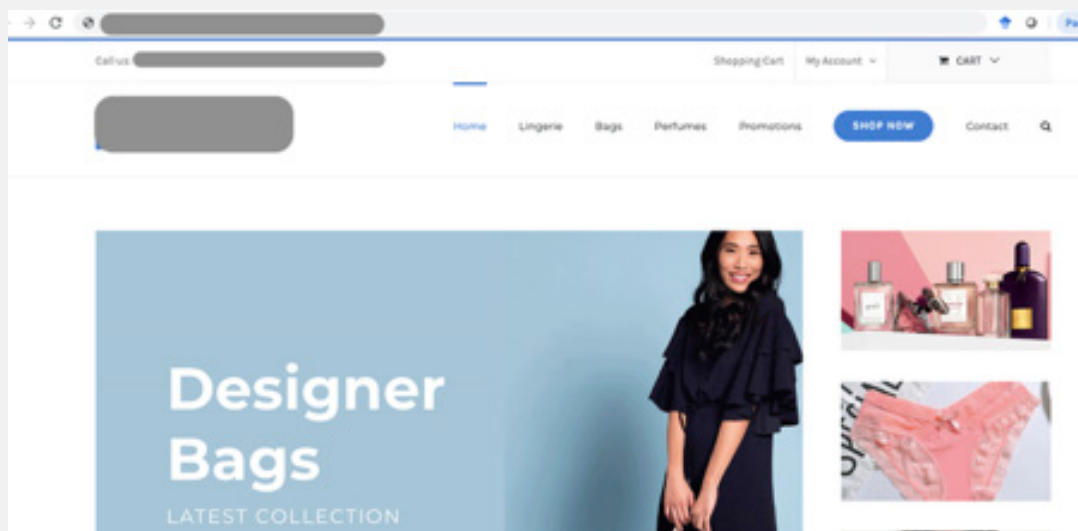 Call us
Shopping Cart My Account CART
Home Lingerie Bags Perfumes Promotions SHOP NOW Contact
Designer
Bags
LATEST COLLECTION